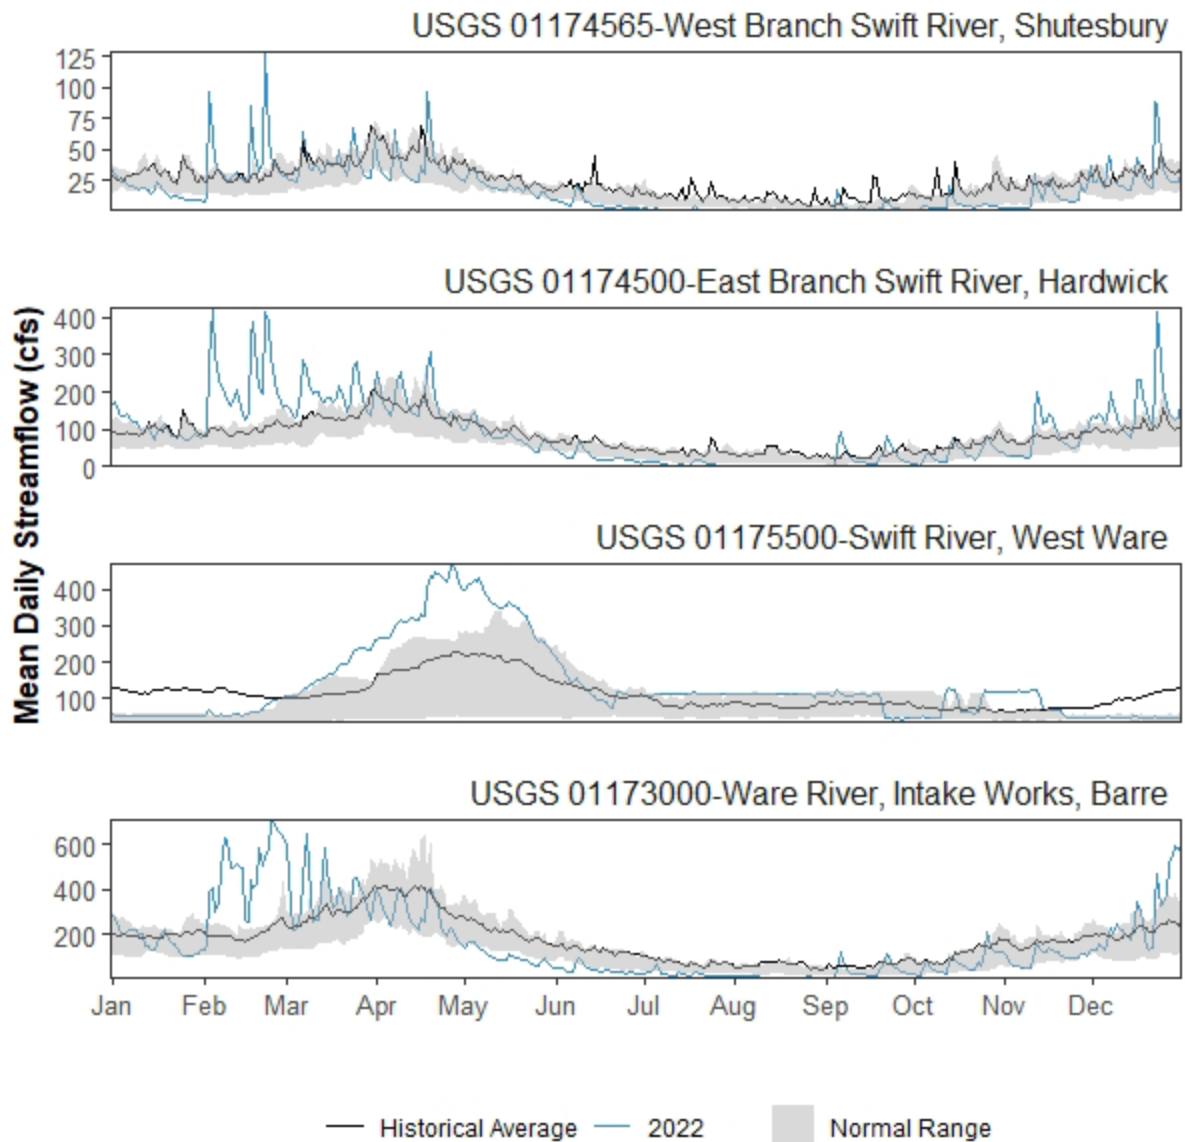 USGS 01174565-West Branch Swift River, Shutesbury
125
100
75
50
25
USGS 01174500-East Branch Swift River, Hardwick
400
300
200
100
0
Mean Daily Streamflow (cfs)
USGS 01175500-Swift River, West Ware
400
300
200
100
USGS 01173000-Ware River, Intake Works, Barre
600
400
200
Jan Feb Mar Apr May Jun Jul Aug Sep Oct Nov Dec
Historical Average 2022 Normal Range